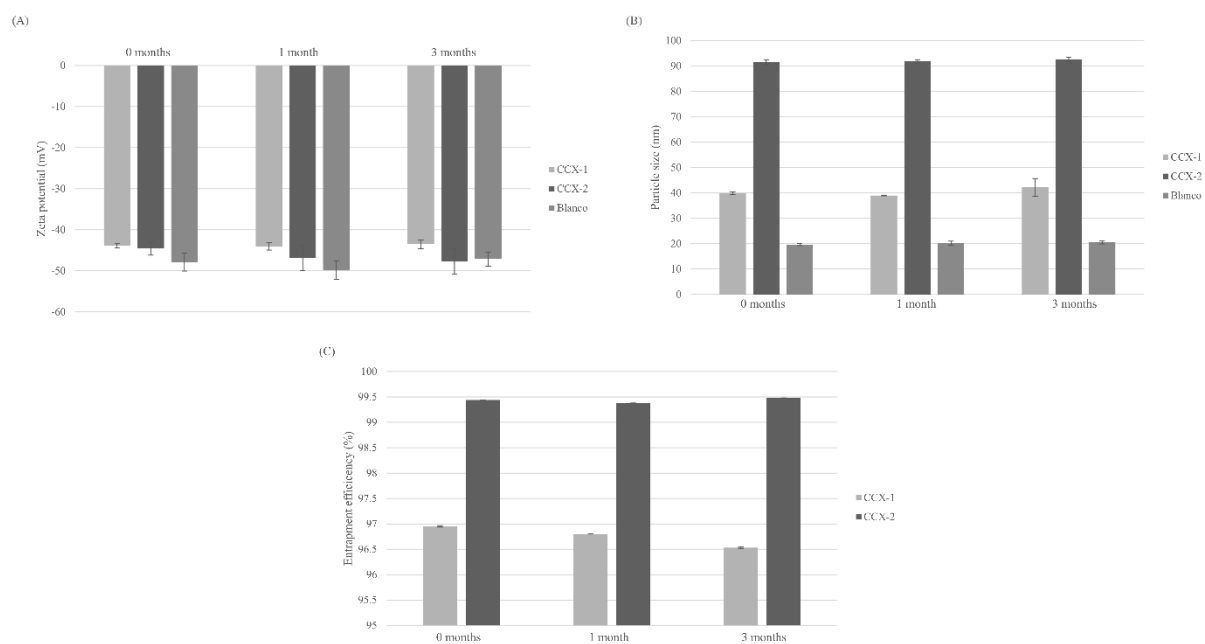 (A)
0 months
1 month
3 months
0
-10
-20
-30
-40
-50
-60
Zeta potential (mV)
CCX-1
CCX-2
Blanco
(B)
100
90
80
70
60
50
40
30
20
10
0
Particle size (nm)
0 months
1 month
3 months
CCX-1
CCX-2
Blanco
(C)
100
99.5
99
98.5
98
97.5
97
96.5
96
95.5
95
Entrapment efficicency (%)
0 months
1 month
3 months
CCX-1
CCX-2